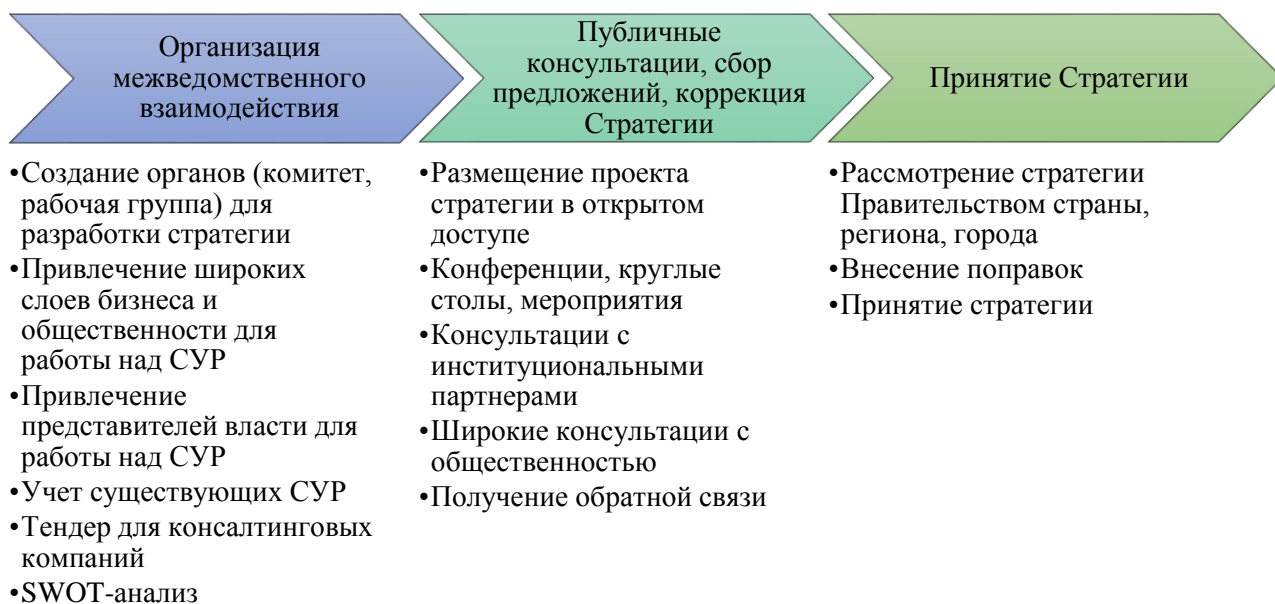 Организация
межведомственного
взаимодействия
•Создание органов (комитет,
рабочая группа) для
разработки стратегии
•Привлечение широких
слоев бизнеса и
общественности для
работы над СУР
•Привлечение
представителей власти для
работы над СУР
•Учет существующих СУР
•Тендер для консалтинговых
компаний
•SWOT-анализ
Публичные
консультации, сбор
предложений, коррекция
Стратегии
•Размещение проекта
стратегии в открытом
доступе
•Конференции, круглые
столы, мероприятия
•Консультации с
институциональными
партнерами
•Широкие консультации с
общественностью
•Получение обратной связи
Принятие Стратегии
•Рассмотрение стратегии
Правительством страны,
региона, города
•Внесение поправок
•Принятие стратегии